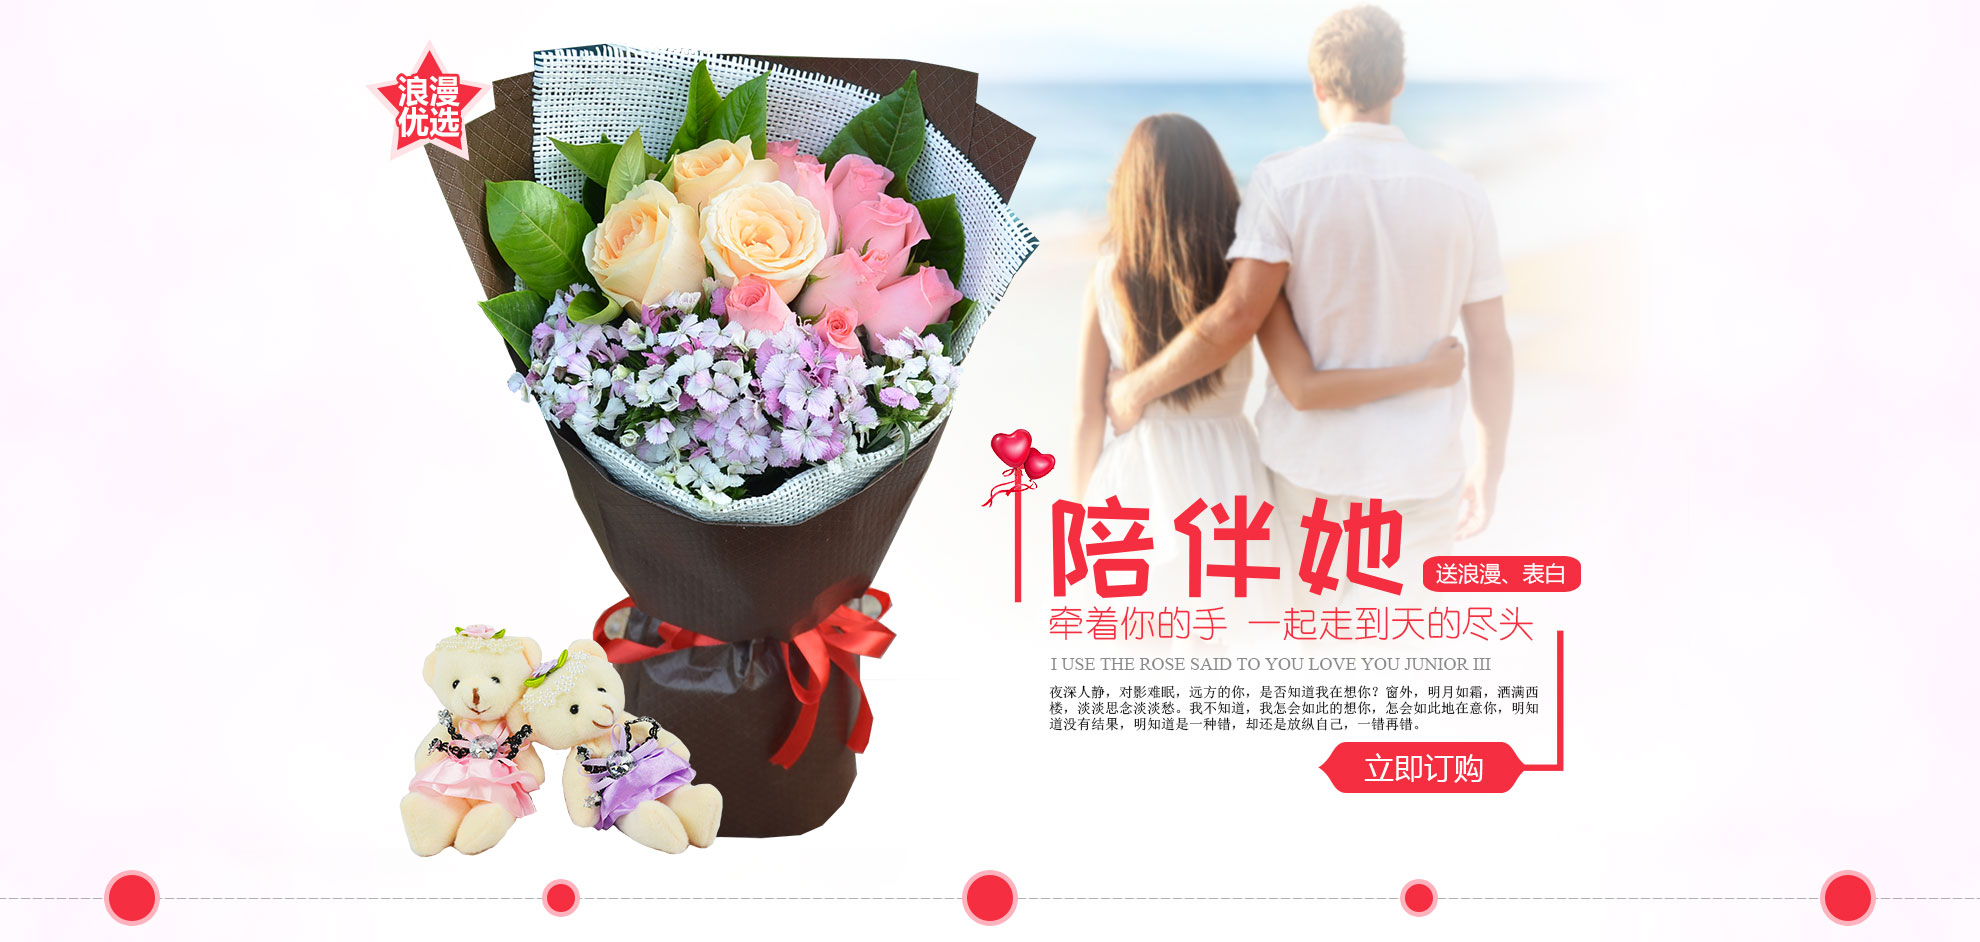 浪漫
优选
陪伴她
送浪漫、表白
牵着你的手 一起走到天的尽头
I USE THE ROSE SAID TO YOU LOVE YOU JUNIOR III
夜深人静，对影难眠，远方的你，是否知道我在想你？窗外，明月如霜，洒满西
楼，淡淡思念淡淡愁。我不知道，我怎会如此的想你，怎会如此地在意你，明知
道没有结果，明知道是一种错，却还是放纵自己，一错再错。
立即订购